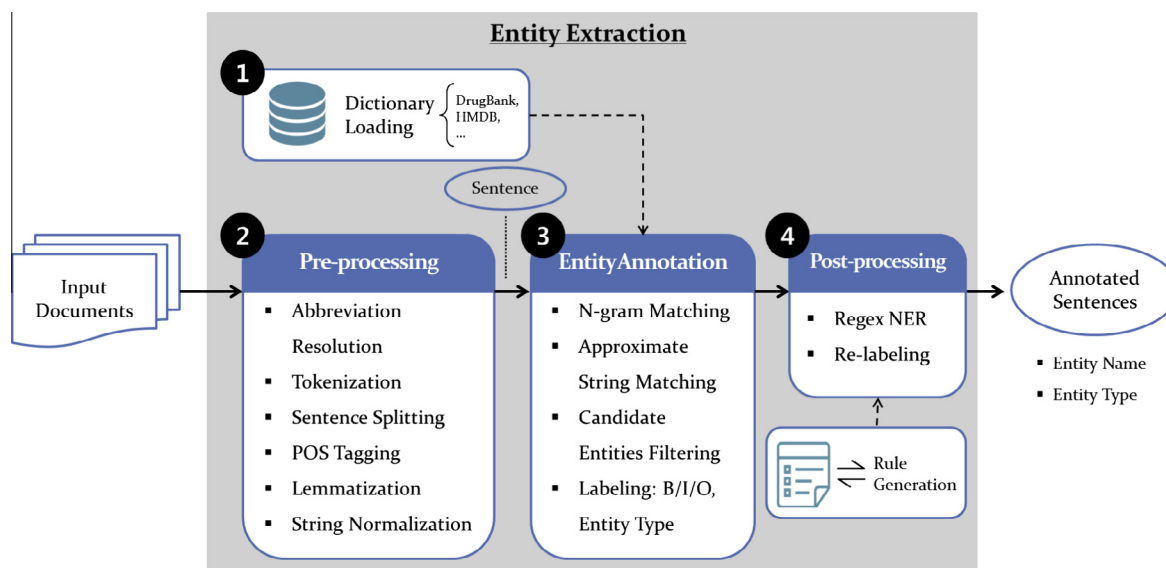 Entity Extraction
1
Dictionary
Loading
DrugBank,
HMDB,
...
Sentence
Input
Documents
2
Pre-processing
▪ Abbreviation
Resolution
▪ Tokenization
▪ Sentence Splitting
▪ POS Tagging
▪ Lemmatization
▪ String Normalization
3
Entity Annotation
▪ N-gram Matching
▪ Approximate
String Matching
▪ Candidate
Entities Filtering
▪ Labeling: B/I/O,
Entity Type
4
Post-processing
▪ Regex NER
▪ Re-labeling
Rule
Generation
Annotated
Sentences
▪ Entity Name
▪ Entity Type